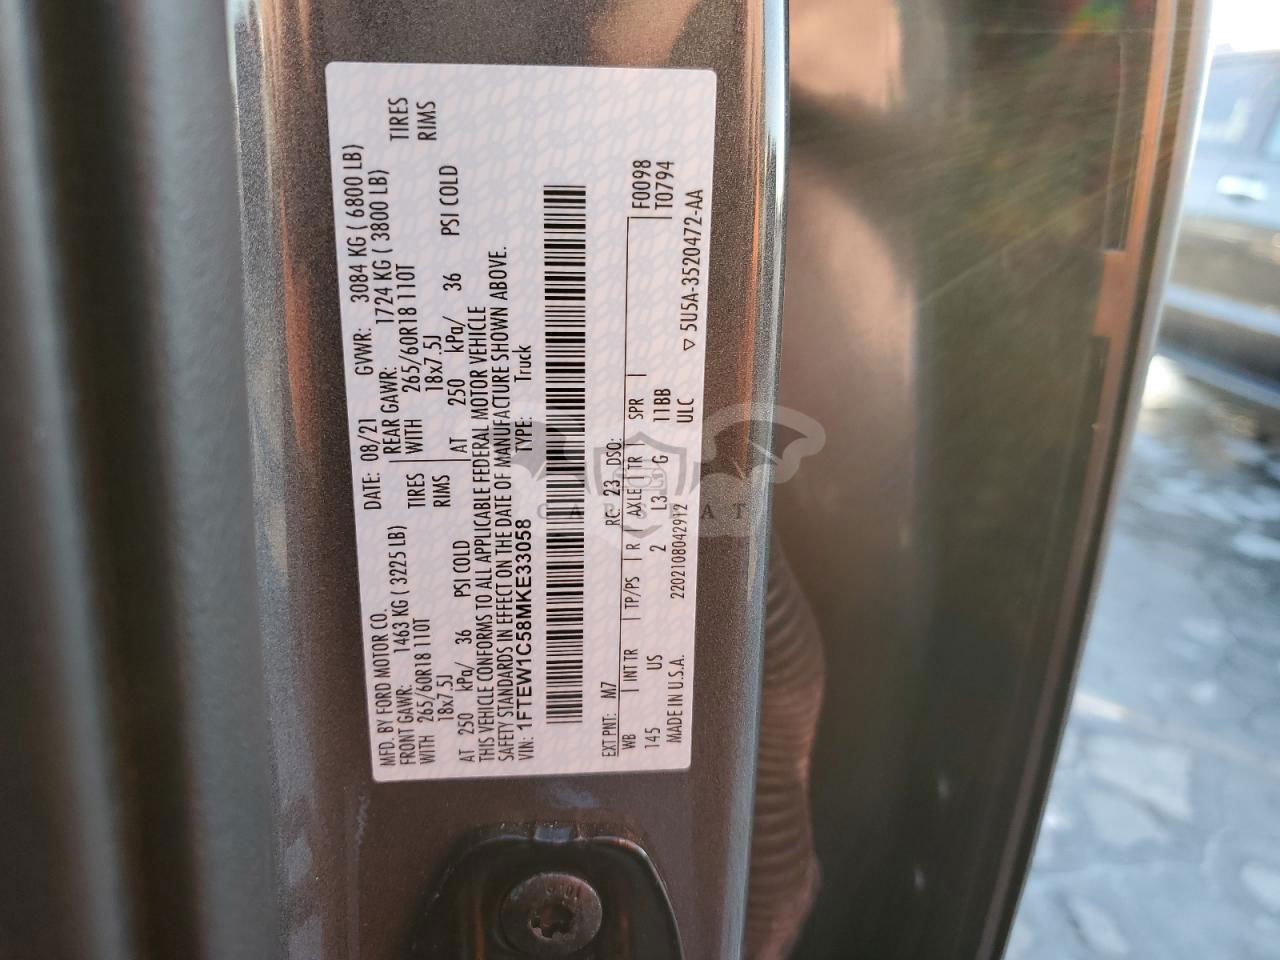 MFD. BY FORD MOTOR CO. DATE: 08/21 GVWR: 3084 KG ( 6800 LB)
FRONT GAWR: 1463 KG ( 3225 LB) REAR GAWR: 1724 KG ( 3800 LB)
WITH 265/60R18 110T TIRES WITH 265/60R18 110T TIRES
18x7.5J RIMS 18x7.5J RIMS
AT 250 kPa/ 36 PSI COLD AT 250 kPa/ 36 PSI COLD
THIS VEHICLE CONFORMS TO ALL APPLICABLE FEDERAL MOTOR VEHICLE
SAFETY STANDARDS IN EFFECT ON THE DATE OF MANUFACTURE SHOWN ABOVE.
VIN: 1FTEW1C58MKE33058 TYPE: Truck
EXT PNT: M7 RC: 23 DSO: F0098
WB INT TR TP/PS R AXLE TR SPR T0794
145 US 2 L3 G 11BB
MADE IN U.S.A. 2202108042912 ULC ▽ 5U5A-3520472-AA